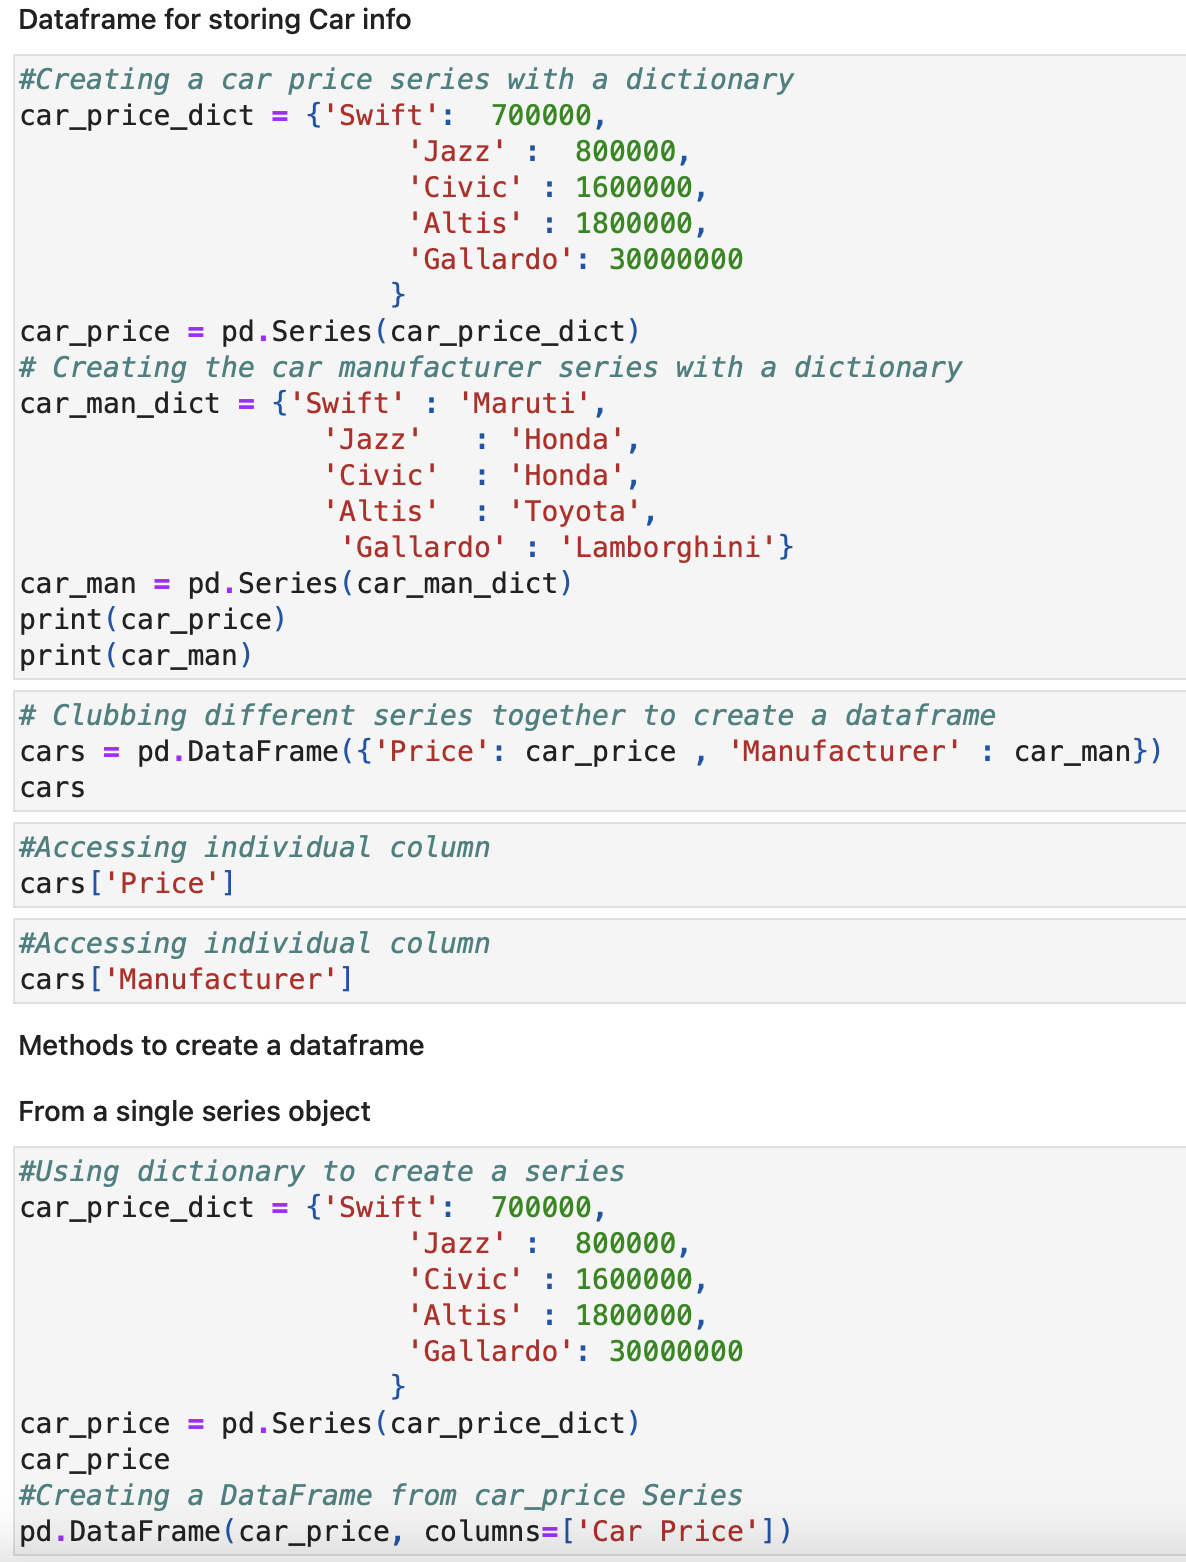 Dataframe for storing Car info
#Creating a car price series with a dictionary
car_price_dict = {'Swift':  700000,
                       'Jazz' :  800000,
                       'Civic' : 1600000,
                       'Altis' : 1800000,
                       'Gallardo': 30000000
                      }
car_price = pd.Series(car_price_dict)
# Creating the car manufacturer series with a dictionary
car_man_dict = {'Swift' : 'Maruti',
                  'Jazz'   : 'Honda',
                  'Civic'  : 'Honda',
                  'Altis'  : 'Toyota',
                   'Gallardo' : 'Lamborghini'}
car_man = pd.Series(car_man_dict)
print(car_price)
print(car_man)
# Clubbing different series together to create a dataframe
cars = pd.DataFrame({'Price': car_price , 'Manufacturer' : car_man})
cars
#Accessing individual column
cars['Price']
#Accessing individual column
cars['Manufacturer']
Methods to create a dataframe
From a single series object
#Using dictionary to create a series
car_price_dict = {'Swift':  700000,
                       'Jazz' :  800000,
                       'Civic' : 1600000,
                       'Altis' : 1800000,
                       'Gallardo': 30000000
                      }
car_price = pd.Series(car_price_dict)
car_price
#Creating a DataFrame from car_price Series
pd.DataFrame(car_price, columns=['Car Price'])